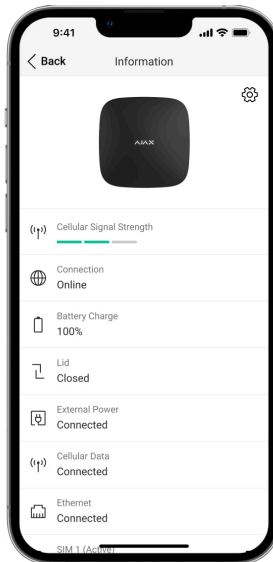 9:41
Back Information
AJAX
Cellular Signal Strength
Connection
Online
Battery Charge
100%
Lid
Closed
External Power
Connected
Cellular Data
Connected
Ethernet
Connected
SIM 1 (Active)